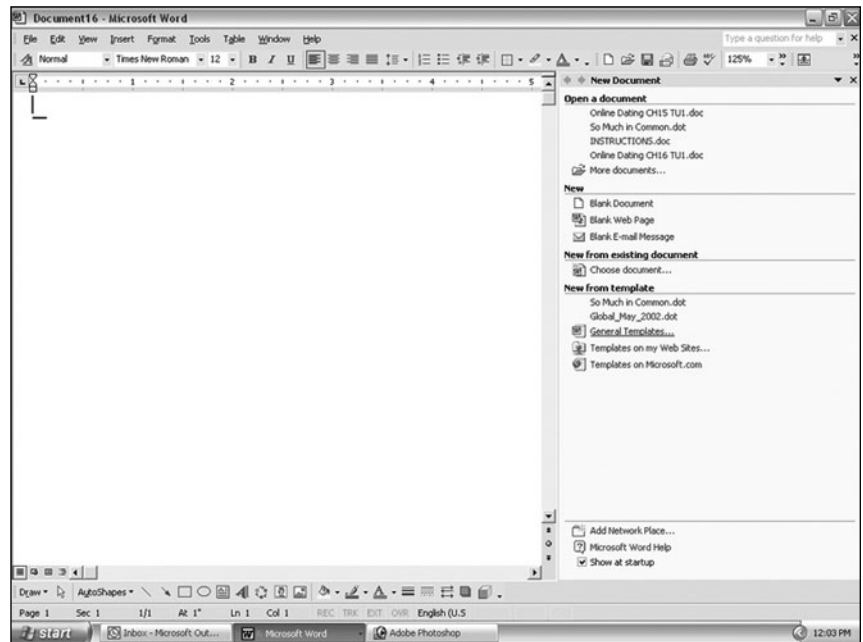 Document16 - Microsoft Word
File Edit View Insert Format Tools Table Window Help Type a question for help
Normal Times New Roman 12 B I U 125%
1 2 3 4 5
New Document
Open a document
Online Dating CH15 TU1.doc
So Much in Common.dot
INSTRUCTIONS.doc
Online Dating CH16 TU1.doc
More documents...
New
Blank Document
Blank Web Page
Blank E-mail Message
New from existing document
Choose document...
New from template
So Much in Common.dot
Global_May_2002.dot
General Templates...
Templates on my Web Sites...
Templates on Microsoft.com
Add Network Place...
Microsoft Word Help
Show at startup
Draw AutoShapes
Page 1 Sec 1 1/1 At 1" Ln 1 Col 1 REC TRK EXT OVR English (U.S
start Inbox - Microsoft Out... Microsoft Word Adobe Photoshop 12:03 PM